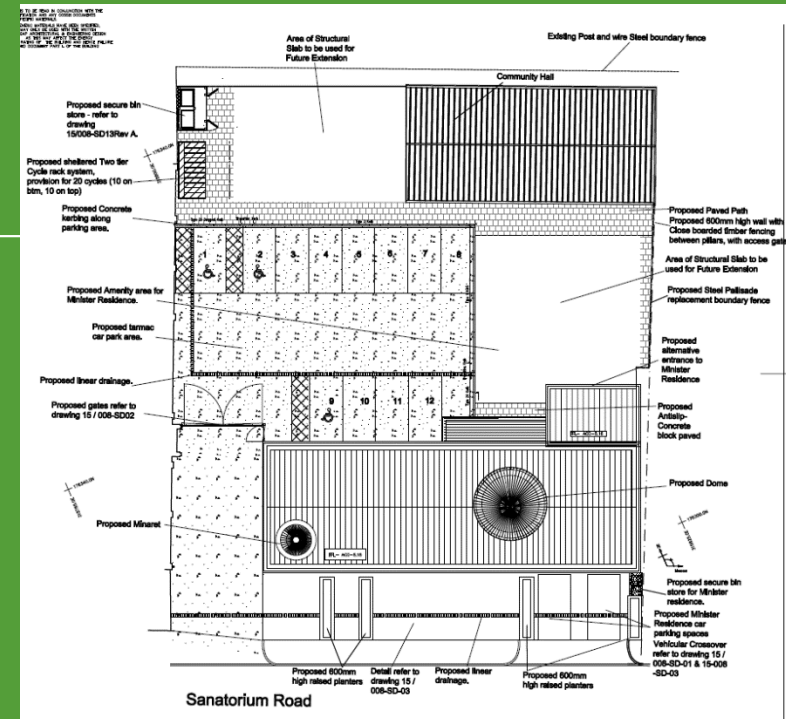 Area of Structural
Slab to be used for
Future Extension
Existing Post and wire Steel boundary fence
Community Hall
Proposed secure bin
store - refer to
drawing
15/008-SD13Rev A.
Proposed sheltered Two tier
Cycle rack system,
provision for 20 cycles (10 on
btm, 10 on top)
Proposed Concrete
kerbing along
parking area.
Proposed Paved Path
Proposed 600mm high wall with
Close boarded timber fencing
between pillars, with access gate
Area of Structural Slab to be
used for Future Extension
1 2 3 4 5 6 7 8
Proposed Amenity area for
Minister Residence.
Proposed Steel Palisade
replacement boundary fence
Proposed tarmac
car park area.
Proposed
alternative
entrance to
Minister
Residence
Proposed linear drainage.
Proposed gates refer to
drawing 15 / 008-SD02
9 10 11 12
Proposed
Antislip-
Concrete
block paved
Proposed Dome
Proposed Minaret
Proposed secure bin
store for Minister
residence.
Proposed Minister
Residence car
parking spaces
Vehicular Crossover
refer to drawing 15 /
008-SD-01 & 15-008
-SD-03
Proposed 600mm
high raised planters
Detail refer to
drawing 15 /
008-SD-03
Proposed linear
drainage.
Proposed 600mm
high raised planters
Sanatorium Road